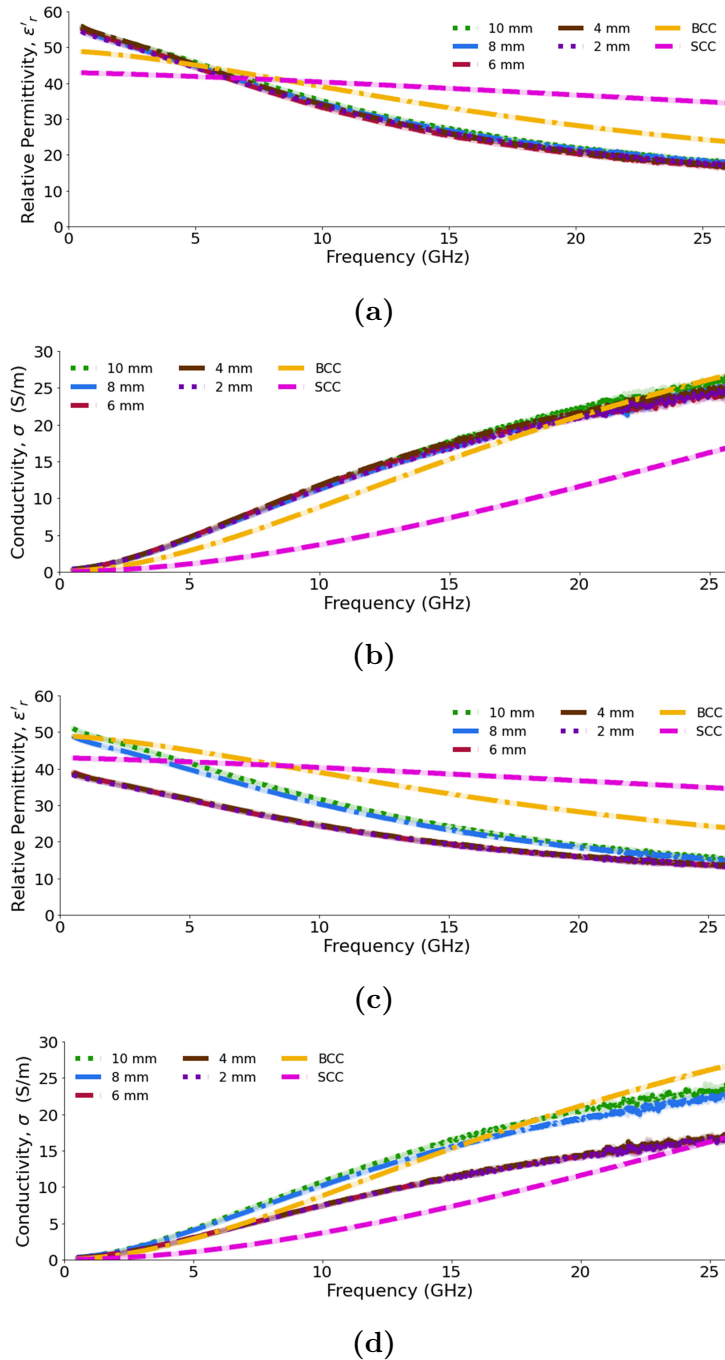 60
50
40
30
20
10
0
Relative Permittivity, ε'r
10 mm 4 mm BCC
8 mm 2 mm SCC
6 mm
0 5 10 15 20 25
Frequency (GHz)
(a)
30
25
20
15
10
5
0
Conductivity, σ (S/m)
10 mm 4 mm BCC
8 mm 2 mm SCC
6 mm
0 5 10 15 20 25
Frequency (GHz)
(b)
60
50
40
30
20
10
0
Relative Permittivity, ε'r
10 mm 4 mm BCC
8 mm 2 mm SCC
6 mm
0 5 10 15 20 25
Frequency (GHz)
(c)
30
25
20
15
10
5
0
Conductivity, σ (S/m)
10 mm 4 mm BCC
8 mm 2 mm SCC
6 mm
0 5 10 15 20 25
Frequency (GHz)
(d)